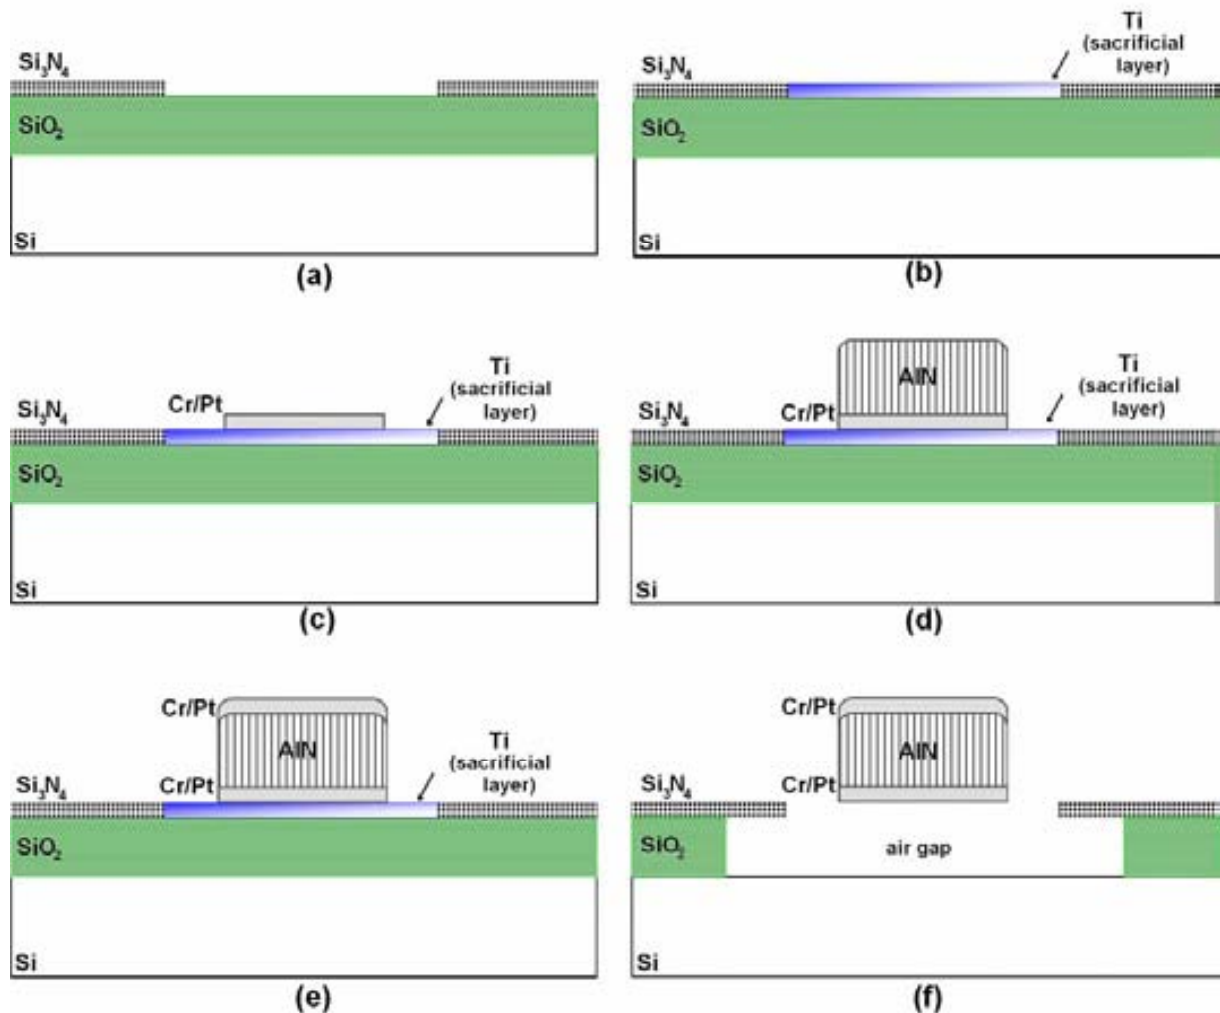 Si₃N₄
SiO₂
Si
(a)
Ti
(sacrificial
layer)
Si₃N₄
SiO₂
Si
(b)
Ti
(sacrificial
layer)
Cr/Pt
Si₃N₄
SiO₂
Si
(c)
AlN
Ti
(sacrificial
layer)
Cr/Pt
Si₃N₄
SiO₂
Si
(d)
Cr/Pt
AlN
Ti
(sacrificial
layer)
Cr/Pt
Si₃N₄
SiO₂
Si
(e)
Cr/Pt
AlN
Cr/Pt
Si₃N₄
SiO₂
air gap
Si
(f)